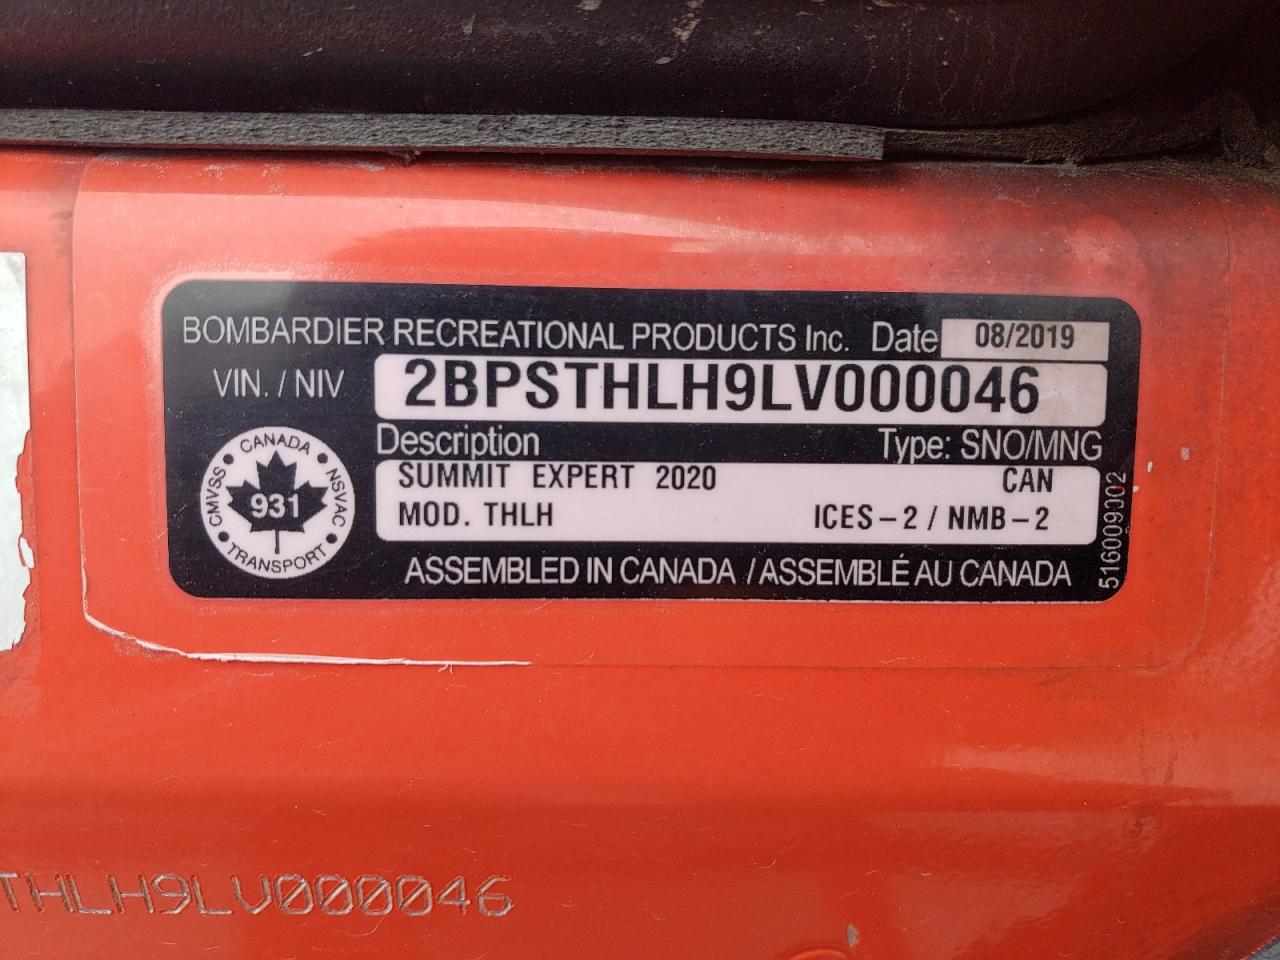 BOMBARDIER RECREATIONAL PRODUCTS Inc. Date 08/2019
VIN. / NIV 2BPSTHLH9LV000046
Description Type: SNO/MNG
SUMMIT EXPERT 2020 CAN
MOD. THLH ICES-2 / NMB-2
CANADA
CMVSS
NSVAC
931
TRANSPORT
ASSEMBLED IN CANADA / ASSEMBLÉ AU CANADA
516009002
THLH9LV000046